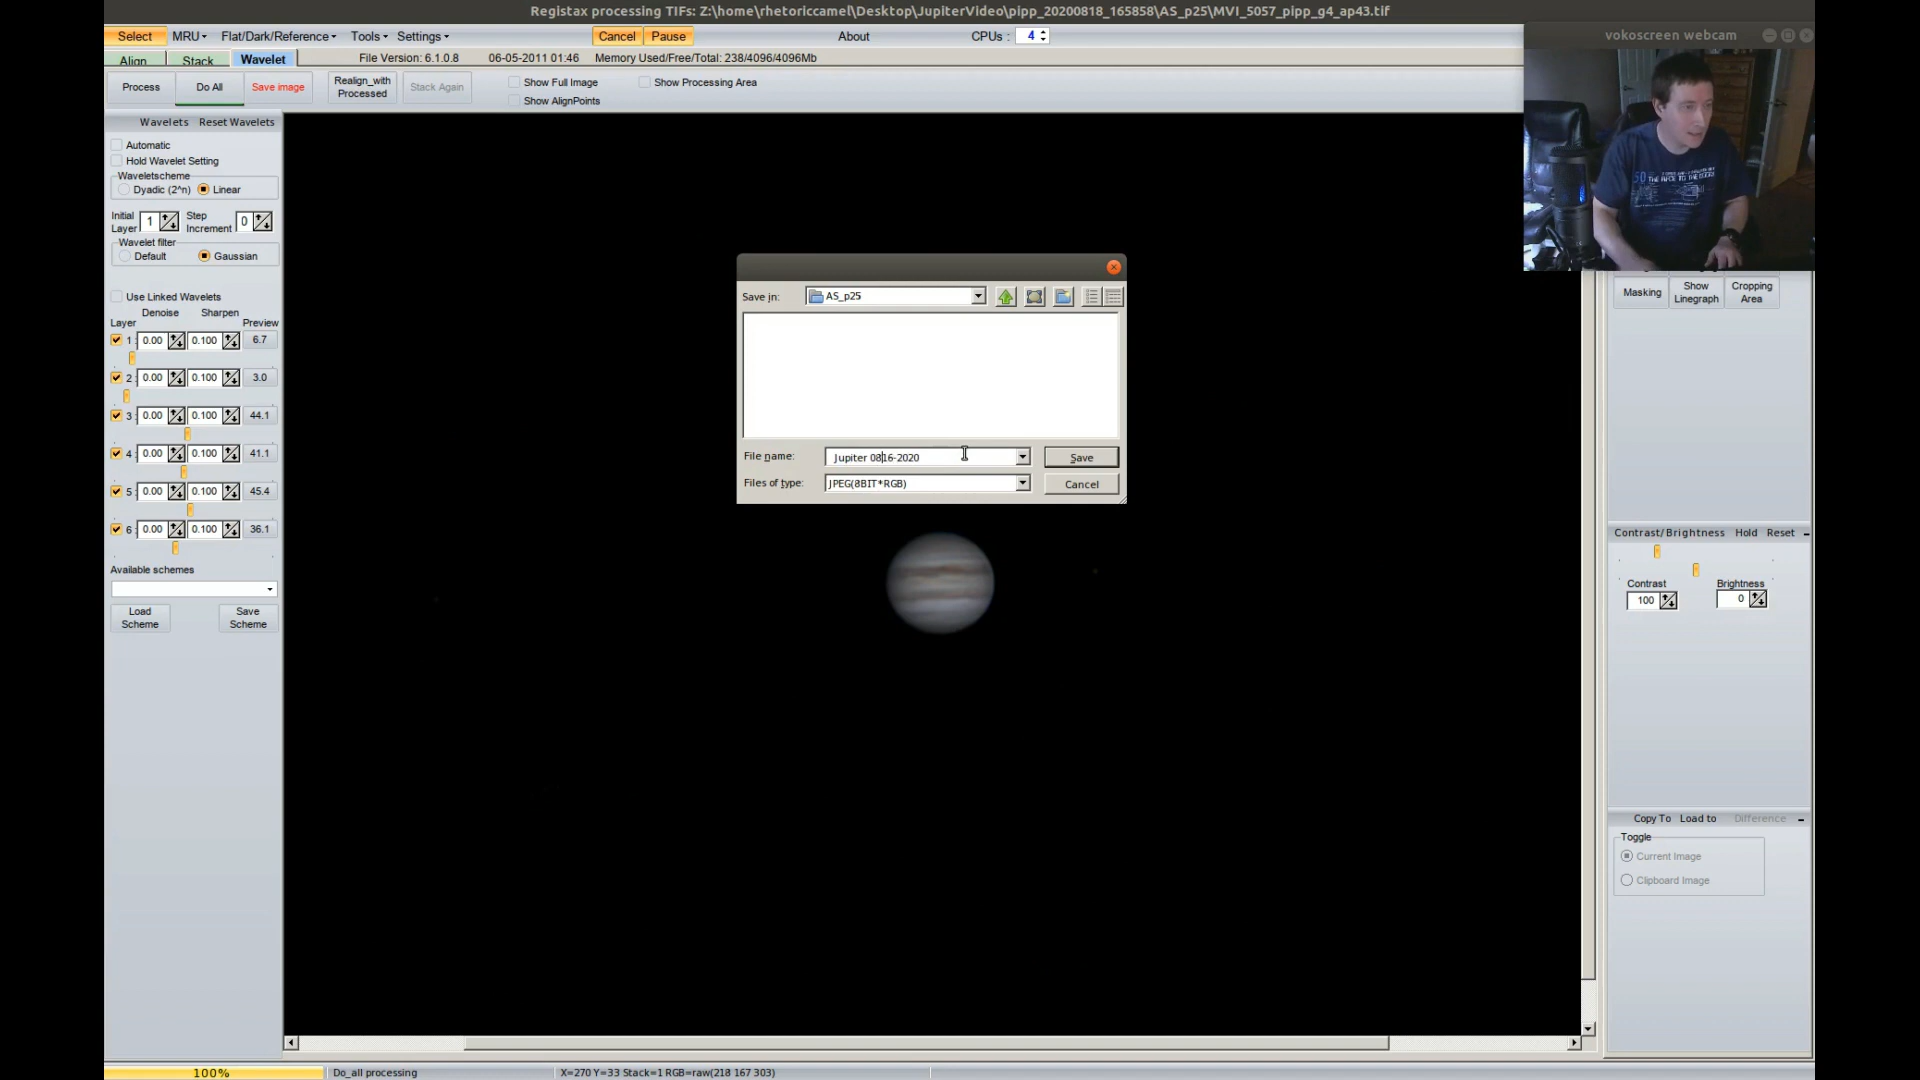 Registax processing TIFs: Z:\home\rhetoriccamel\Desktop\JupiterVideo\pipp_20200818_165858\AS_p25\MVI_5057_pipp_g4_ap43.tif
Select MRU Flat/Dark/Reference Tools Settings Cancel Pause About CPUs : 4
vokoscreen webcam
Align Stack Wavelet File Version: 6.1.0.8 06-05-2011 01:46 Memory Used/Free/Total: 238/4096/4096Mb
Process Do All Save image Realign_with Processed Stack Again Show Full Image Show Processing Area
Show AlignPoints
Wavelets Reset Wavelets
Automatic
Hold Wavelet Setting
Waveletscheme
Dyadic (2^n) Linear
Initial Layer 1 Step Increment 0
Wavelet filter
Default Gaussian
Use Linked Wavelets
Denoise Sharpen
Layer Preview
1 : 0.00 0.100 6.7
2 : 0.00 0.100 3.0
3 : 0.00 0.100 44.1
4 : 0.00 0.100 41.1
5 : 0.00 0.100 45.4
6 : 0.00 0.100 36.1
Available schemes
Load Scheme Save Scheme
Save in: AS_p25
File name: Jupiter 0816-2020 Save
Files of type: JPEG(8BIT*RGB) Cancel
Masking Show Linegraph Cropping Area
Contrast/Brightness Hold Reset
Contrast Brightness
100 0
Copy To Load to Difference
Toggle
Current Image
Clipboard Image
100% Do_all processing X=270 Y=33 Stack=1 RGB=raw(218 167 303)